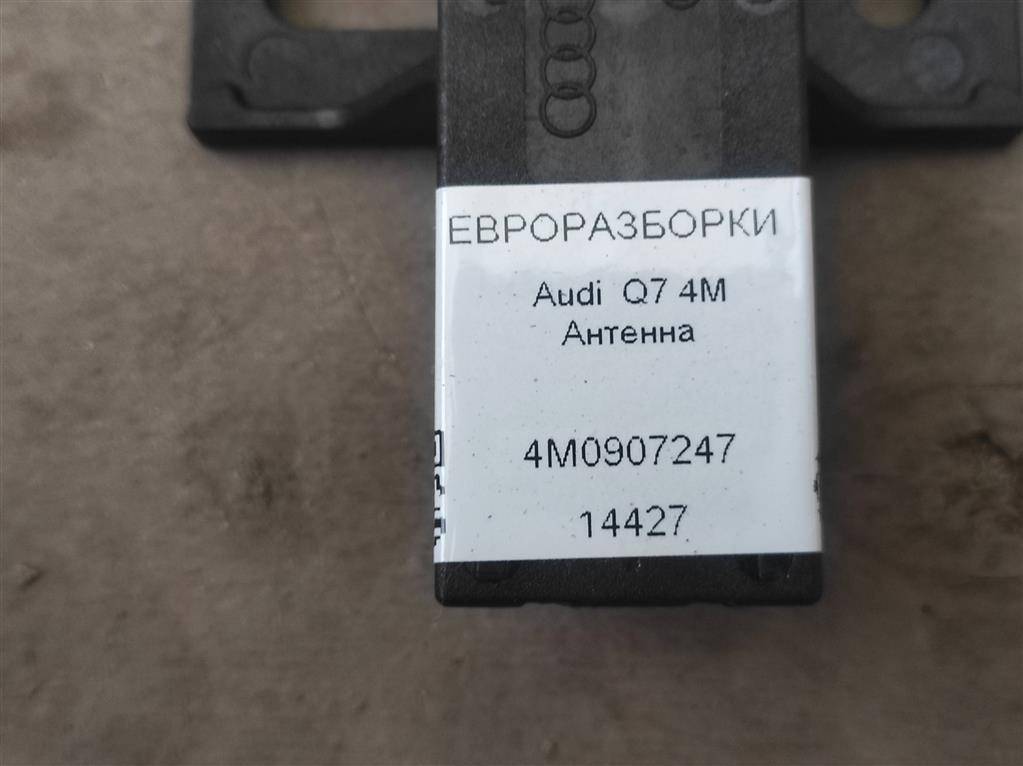 ЕВРОРАЗБОРКИ
Audi Q7 4M
Антенна
4M0907247
14427